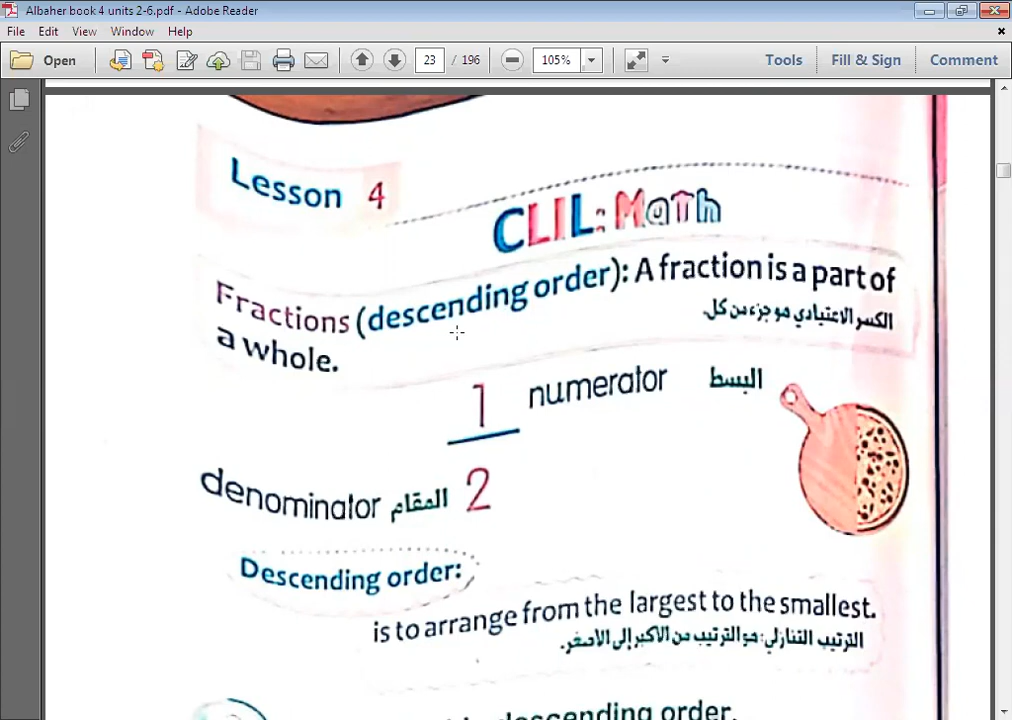 Albaher book 4 units 2-6.pdf - Adobe Reader
File Edit View Window Help
Open 23 / 196 105% Tools Fill & Sign Comment
Lesson 4
CLIL: Math
Fractions (descending order): A fraction is a part of
a whole.
الكسر الاعتيادي هو جزء من كل.
1 numerator البسط
denominator المقام 2
Descending order:
is to arrange from the largest to the smallest.
الترتيب التنازلي: هو الترتيب من الأكبر إلى الأصغر.
descending order.